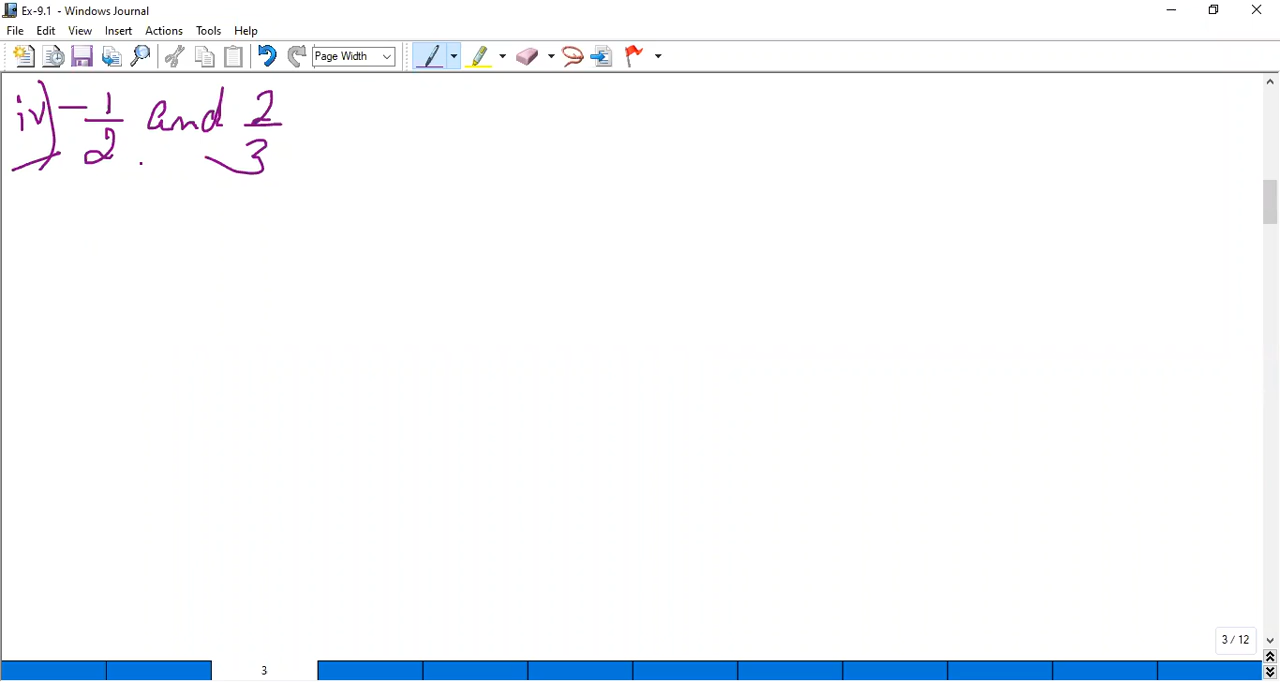 Ex-9.1 - Windows Journal
File Edit View Insert Actions Tools Help
Page Width
iv) -1/2 and 2/3
3 / 12
3